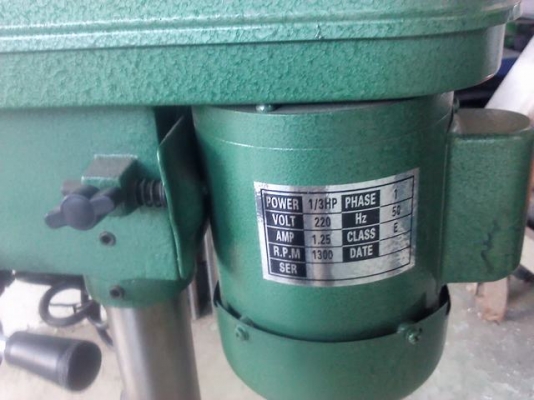 POWER 1/3HP PHASE 1
VOLT 220 Hz 50
AMP 1.25 CLASS E
R.P.M 1300 DATE
SER